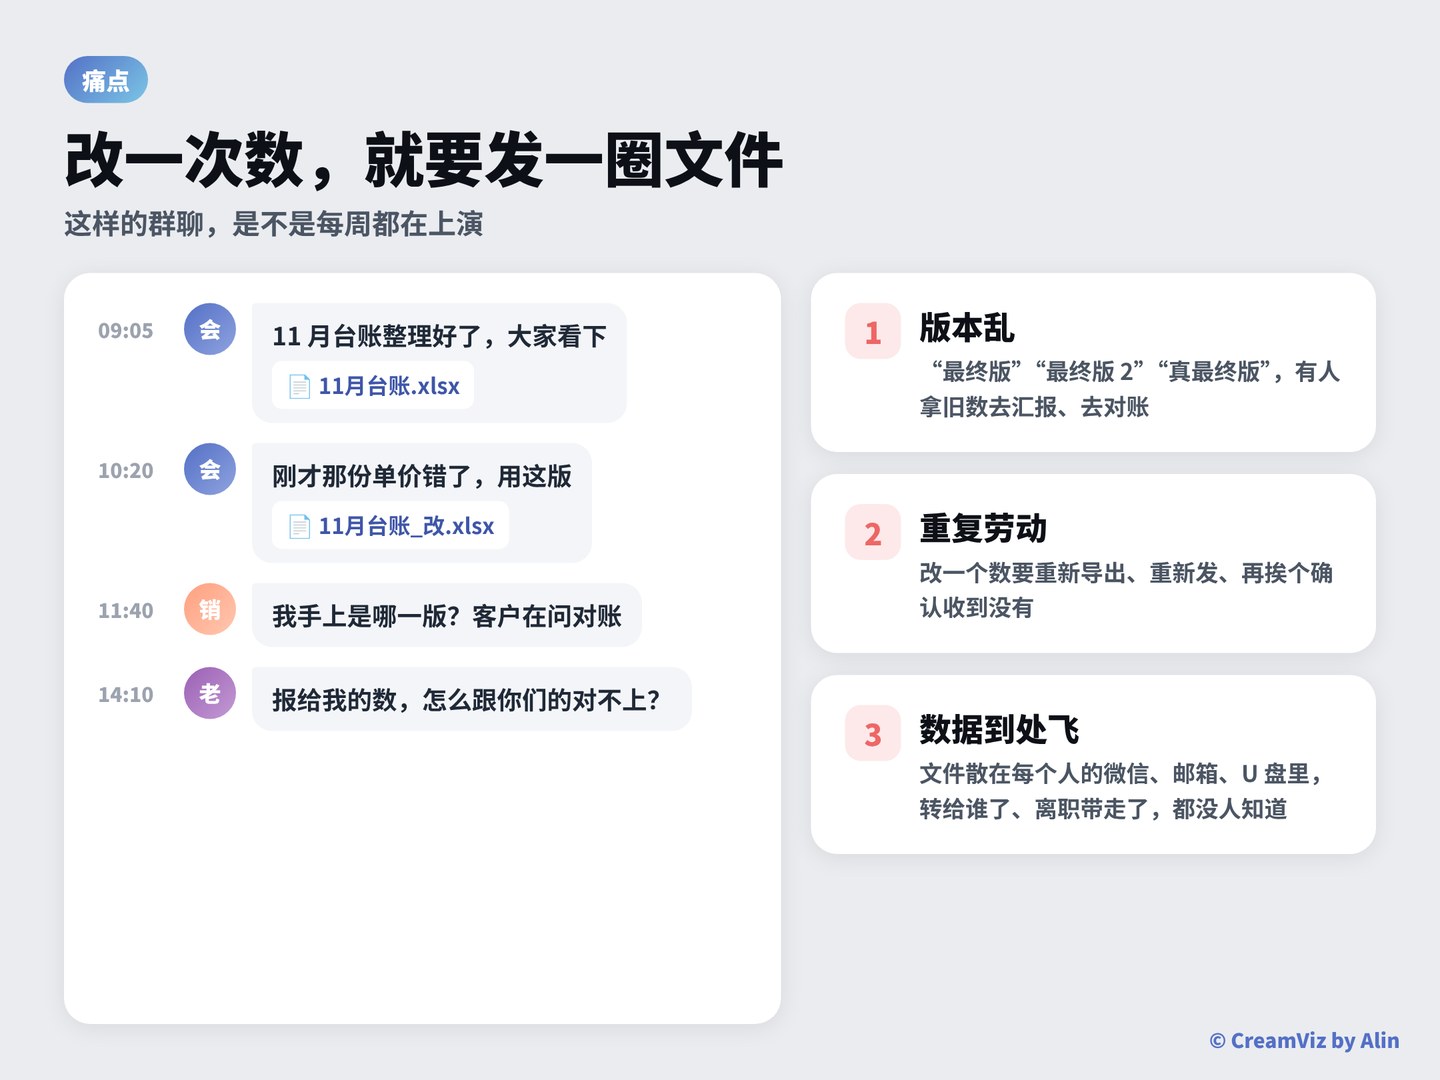 痛点
改一次数，就要发一圈文件
这样的群聊，是不是每周都在上演
09:05
会
11 月台账整理好了，大家看下
11月台账.xlsx
10:20
会
刚才那份单价错了，用这版
11月台账_改.xlsx
11:40
销
我手上是哪一版？客户在问对账
14:10
老
报给我的数，怎么跟你们的对不上？
1
版本乱
“最终版”“最终版 2”“真最终版”，有人
拿旧数去汇报、去对账
2
重复劳动
改一个数要重新导出、重新发、再挨个确
认收到没有
3
数据到处飞
文件散在每个人的微信、邮箱、U 盘里，
转给谁了、离职带走了，都没人知道
© CreamViz by Alin